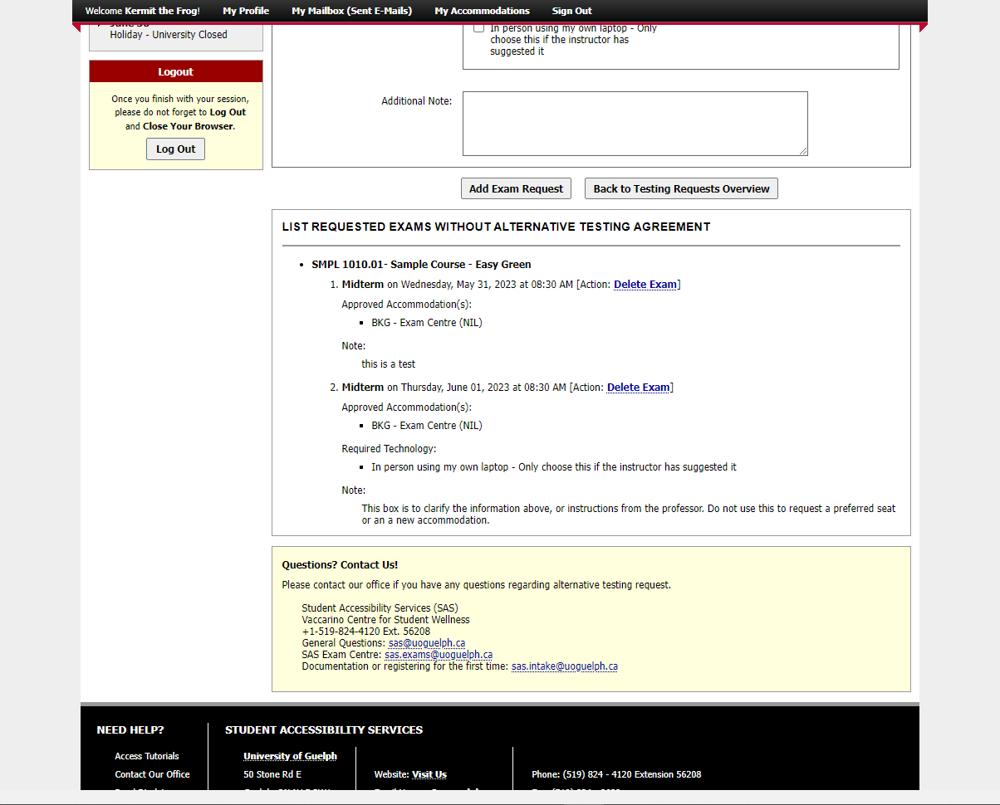 Welcome Kermit the Frog! My Profile My Mailbox (Sent E-Mails) My Accommodations Sign Out
June 30
Holiday - University Closed
Logout
Once you finish with your session,
please do not forget to Log Out
and Close Your Browser.
Log Out
In person using my own laptop - Only
choose this if the instructor has
suggested it
Additional Note:
Add Exam Request Back to Testing Requests Overview
LIST REQUESTED EXAMS WITHOUT ALTERNATIVE TESTING AGREEMENT
• SMPL 1010.01- Sample Course - Easy Green
1. Midterm on Wednesday, May 31, 2023 at 08:30 AM [Action: Delete Exam]
Approved Accommodation(s):
▪ BKG - Exam Centre (NIL)
Note:
this is a test
2. Midterm on Thursday, June 01, 2023 at 08:30 AM [Action: Delete Exam]
Approved Accommodation(s):
▪ BKG - Exam Centre (NIL)
Required Technology:
▪ In person using my own laptop - Only choose this if the instructor has suggested it
Note:
This box is to clarify the information above, or instructions from the professor. Do not use this to request a preferred seat
or an a new accommodation.
Questions? Contact Us!
Please contact our office if you have any questions regarding alternative testing request.
Student Accessibility Services (SAS)
Vaccarino Centre for Student Wellness
+1-519-824-4120 Ext. 56208
General Questions: sas@uoguelph.ca
SAS Exam Centre: sas.exams@uoguelph.ca
Documentation or registering for the first time: sas.intake@uoguelph.ca
NEED HELP?
Access Tutorials
Contact Our Office
STUDENT ACCESSIBILITY SERVICES
University of Guelph
50 Stone Rd E
Website: Visit Us
Phone: (519) 824 - 4120 Extension 56208